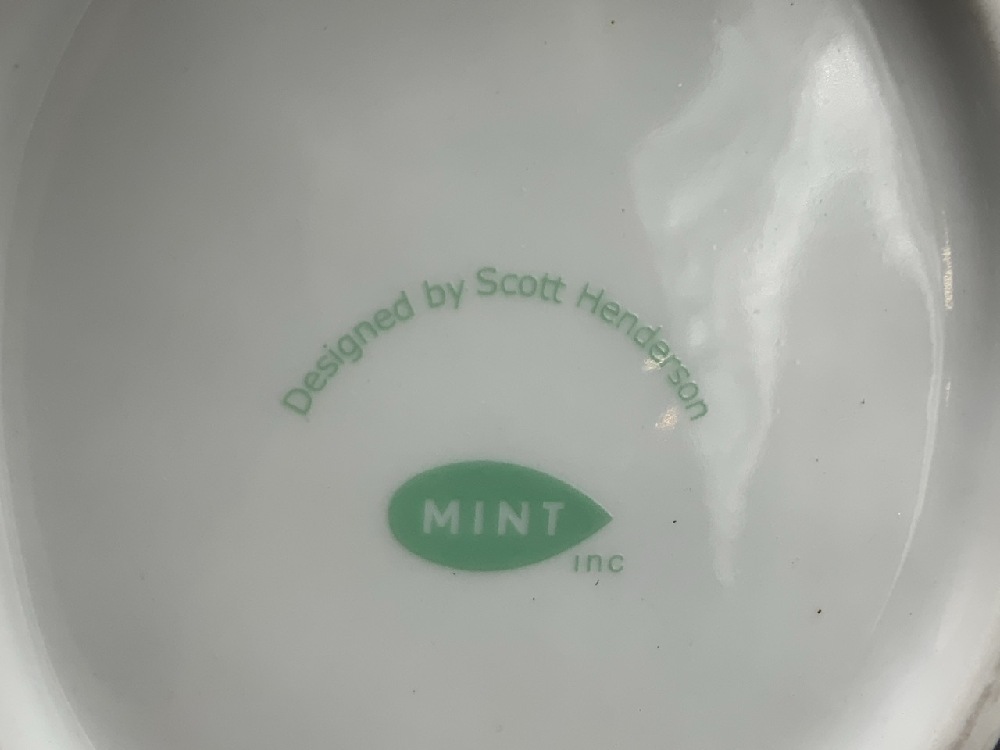 Designed by Scott Henderson
MINT
inc